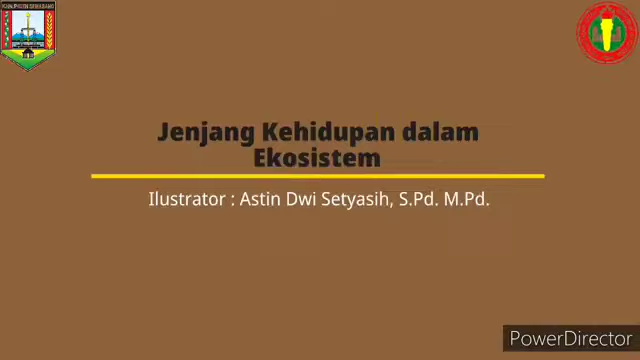 Jenjang Kehidupan dalam
Ekosistem
Ilustrator : Astin Dwi Setyasih, S.Pd. M.Pd.
PowerDirector